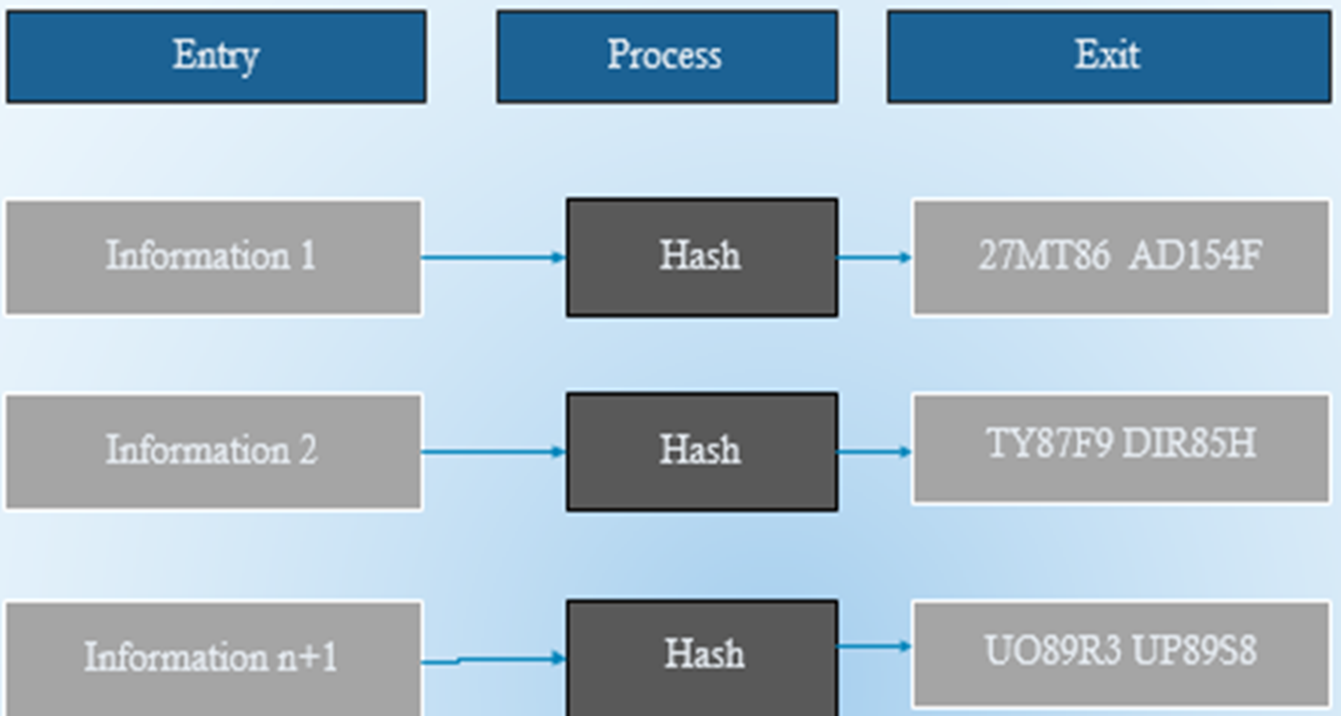 Entry Process Exit
Information 1 Hash 27MT86 AD154F
Information 2 Hash TY87F9 DIR85H
Information n+1 Hash UO89R3 UP89S8